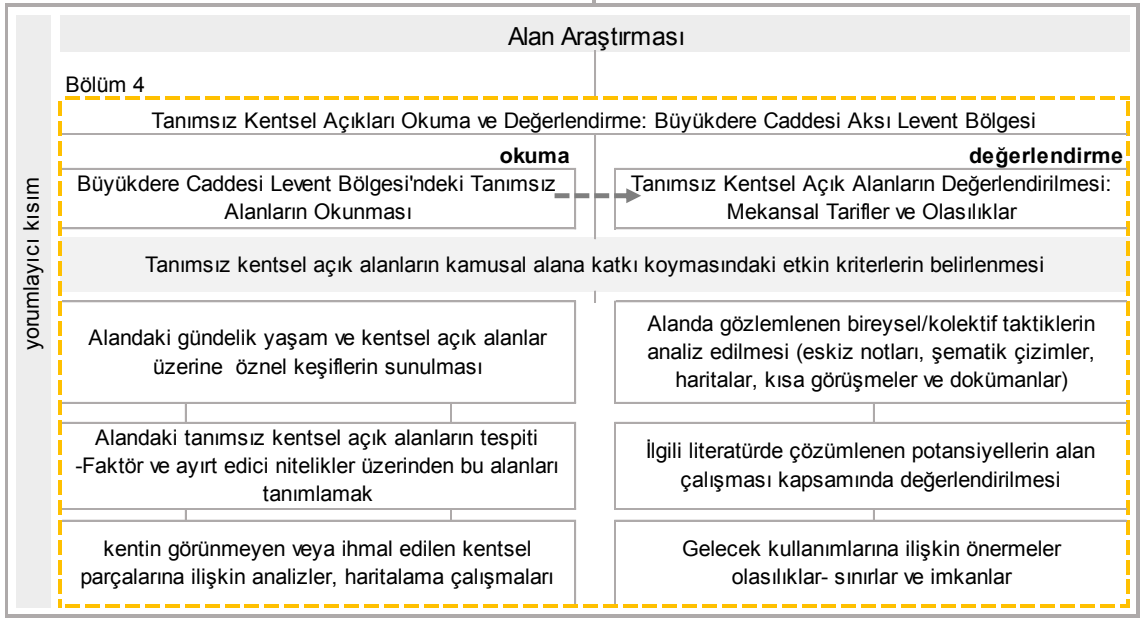 Alan Araştırması
Bölüm 4
Tanımsız Kentsel Açıkları Okuma ve Değerlendirme: Büyükdere Caddesi Aksı Levent Bölgesi
okuma
Büyükdere Caddesi Levent Bölgesi'ndeki Tanımsız
Alanların Okunması
değerlendirme
Tanımsız Kentsel Açık Alanların Değerlendirilmesi:
Mekansal Tarifler ve Olasılıklar
yorumlayıcı kısım
Tanımsız kentsel açık alanların kamusal alana katkı koymasındaki etkin kriterlerin belirlenmesi
Alandaki gündelik yaşam ve kentsel açık alanlar
üzerine öznel keşiflerin sunulması
Alandaki tanımsız kentsel açık alanların tespiti
-Faktör ve ayırt edici nitelikler üzerinden bu alanları
tanımlamak
kentin görünmeyen veya ihmal edilen kentsel
parçalarına ilişkin analizler, haritalama çalışmaları
Alanda gözlemlenen bireysel/kolektif taktiklerin
analiz edilmesi (eskiz notları, şematik çizimler,
haritalar, kısa görüşmeler ve dokümanlar)
İlgili literatürde çözümlenen potansiyellerin alan
çalışması kapsamında değerlendirilmesi
Gelecek kullanımlarına ilişkin önermeler
olasılıklar- sınırlar ve imkanlar